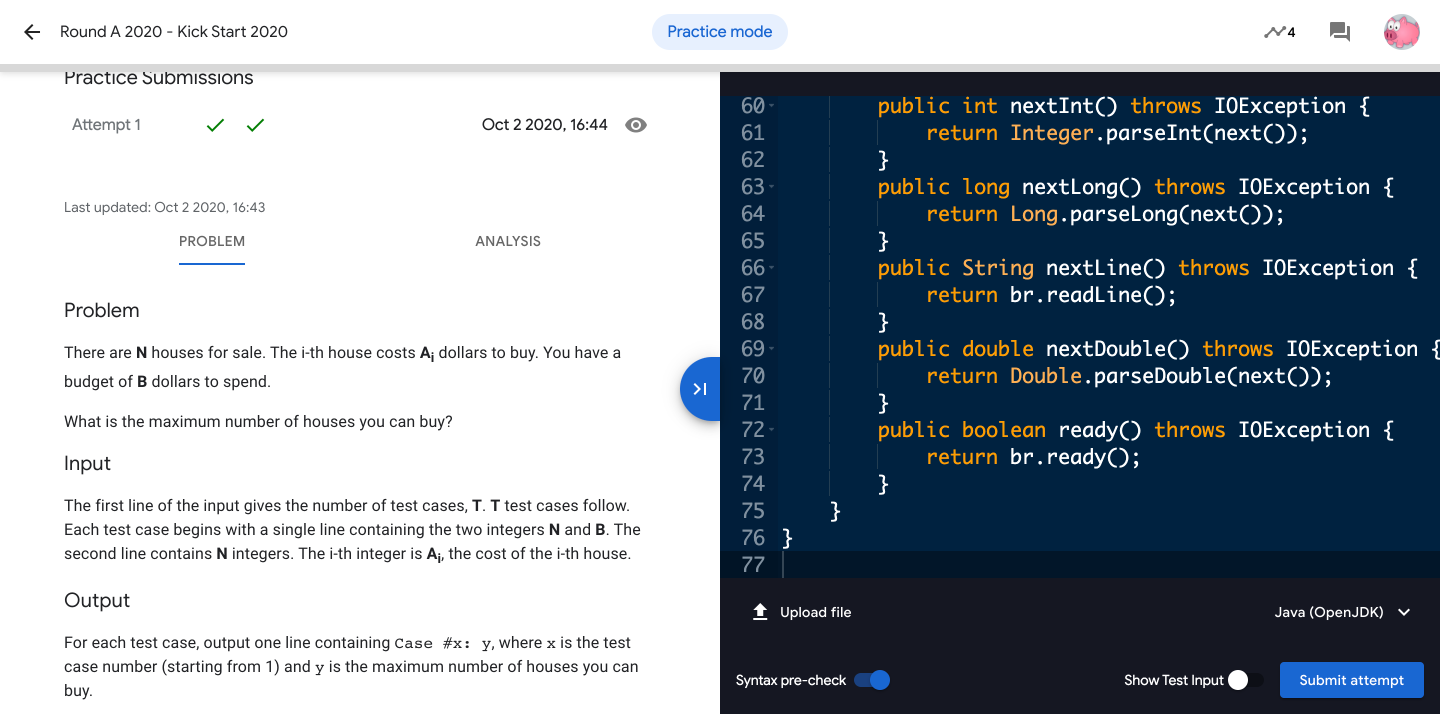 Round A 2020 - Kick Start 2020
Practice mode
4
Practice Submissions
Attempt 1
Oct 2 2020, 16:44
Last updated: Oct 2 2020, 16:43
PROBLEM
ANALYSIS
Problem
There are N houses for sale. The i-th house costs Ai dollars to buy. You have a
budget of B dollars to spend.
What is the maximum number of houses you can buy?
Input
The first line of the input gives the number of test cases, T. T test cases follow.
Each test case begins with a single line containing the two integers N and B. The
second line contains N integers. The i-th integer is Ai, the cost of the i-th house.
Output
For each test case, output one line containing Case #x: y, where x is the test
case number (starting from 1) and y is the maximum number of houses you can
buy.
60 public int nextInt() throws IOException {
61 return Integer.parseInt(next());
62 }
63 public long nextLong() throws IOException {
64 return Long.parseLong(next());
65 }
66 public String nextLine() throws IOException {
67 return br.readLine();
68 }
69 public double nextDouble() throws IOException {
70 return Double.parseDouble(next());
71 }
72 public boolean ready() throws IOException {
73 return br.ready();
74 }
75 }
76 }
77
Upload file
Java (OpenJDK)
Syntax pre-check
Show Test Input
Submit attempt